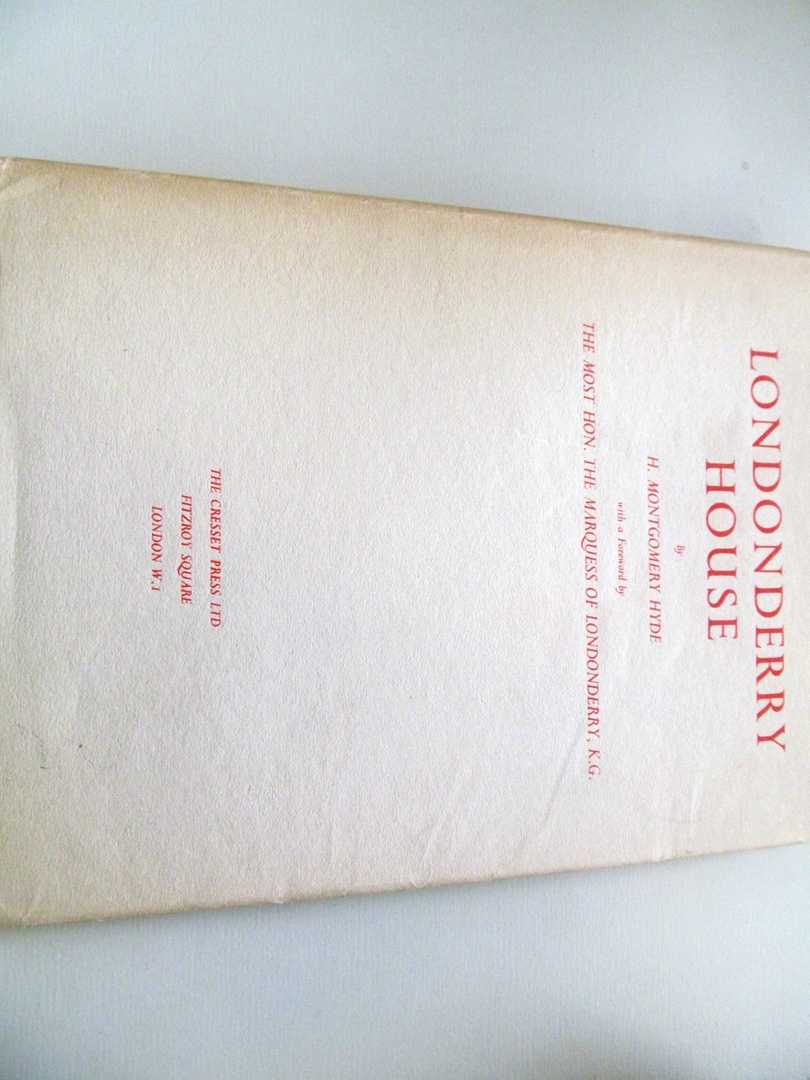 LONDONDERRY
HOUSE
by
H. MONTGOMERY HYDE
with a Foreword by
THE MOST HON. THE MARQUESS OF LONDONDERRY, K.G.
THE CRESSET PRESS LTD
FITZROY SQUARE
LONDON W.1